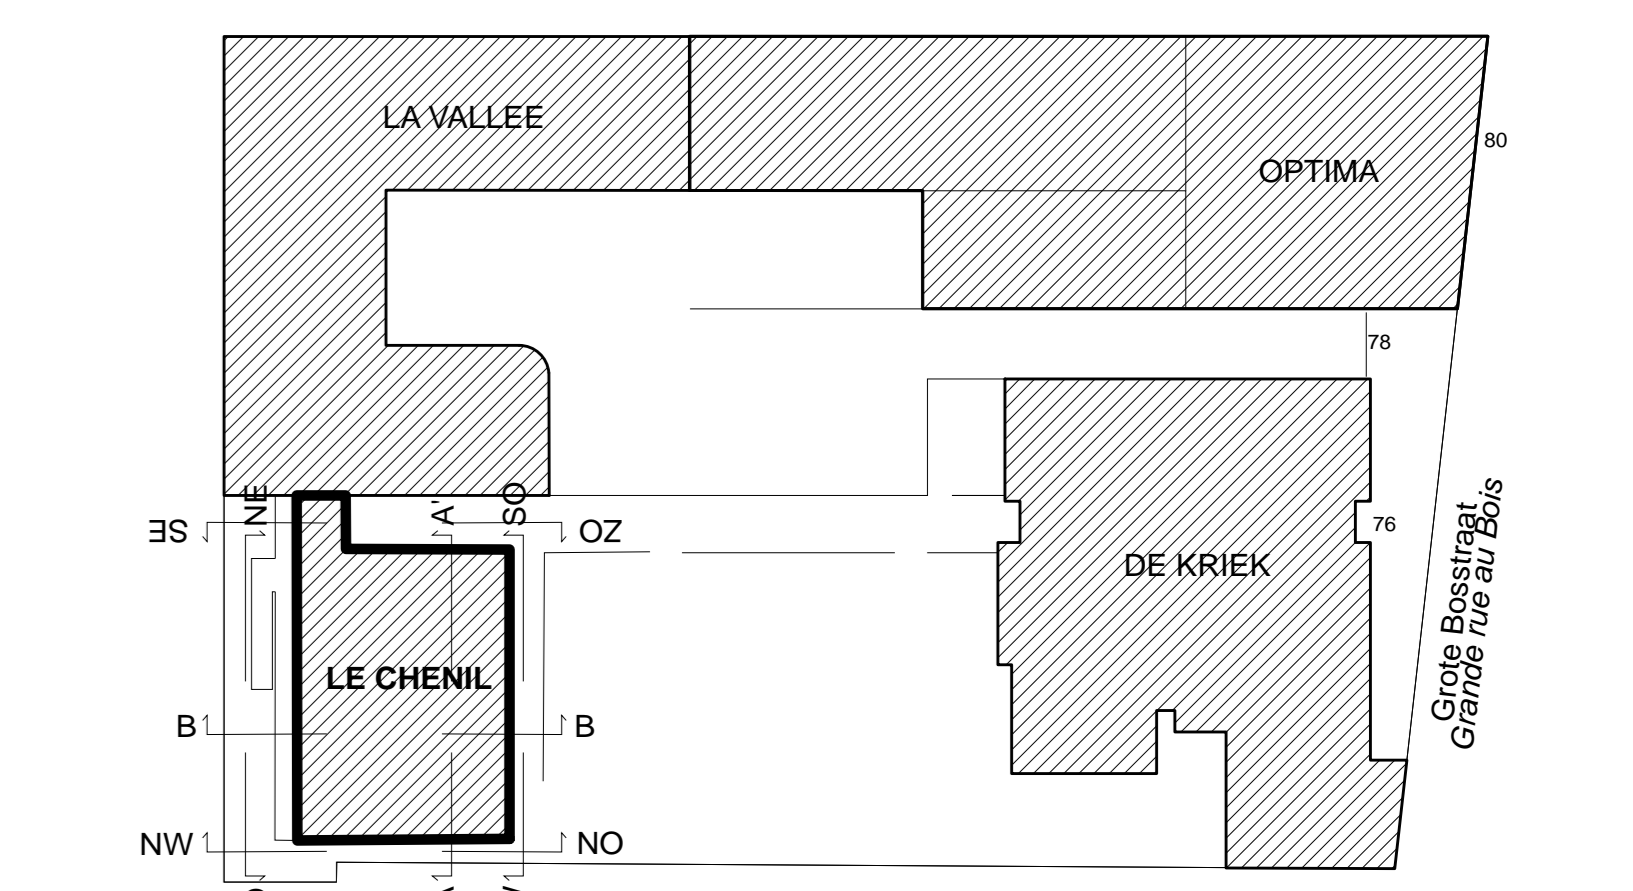 LA VALLEE
80
OPTIMA
78
NE
A'
SO
SE
OZ
76
DE KRIEK
Grote Bosstraat
Grande rue au Bois
LE CHENIL
B
B
NW
NO